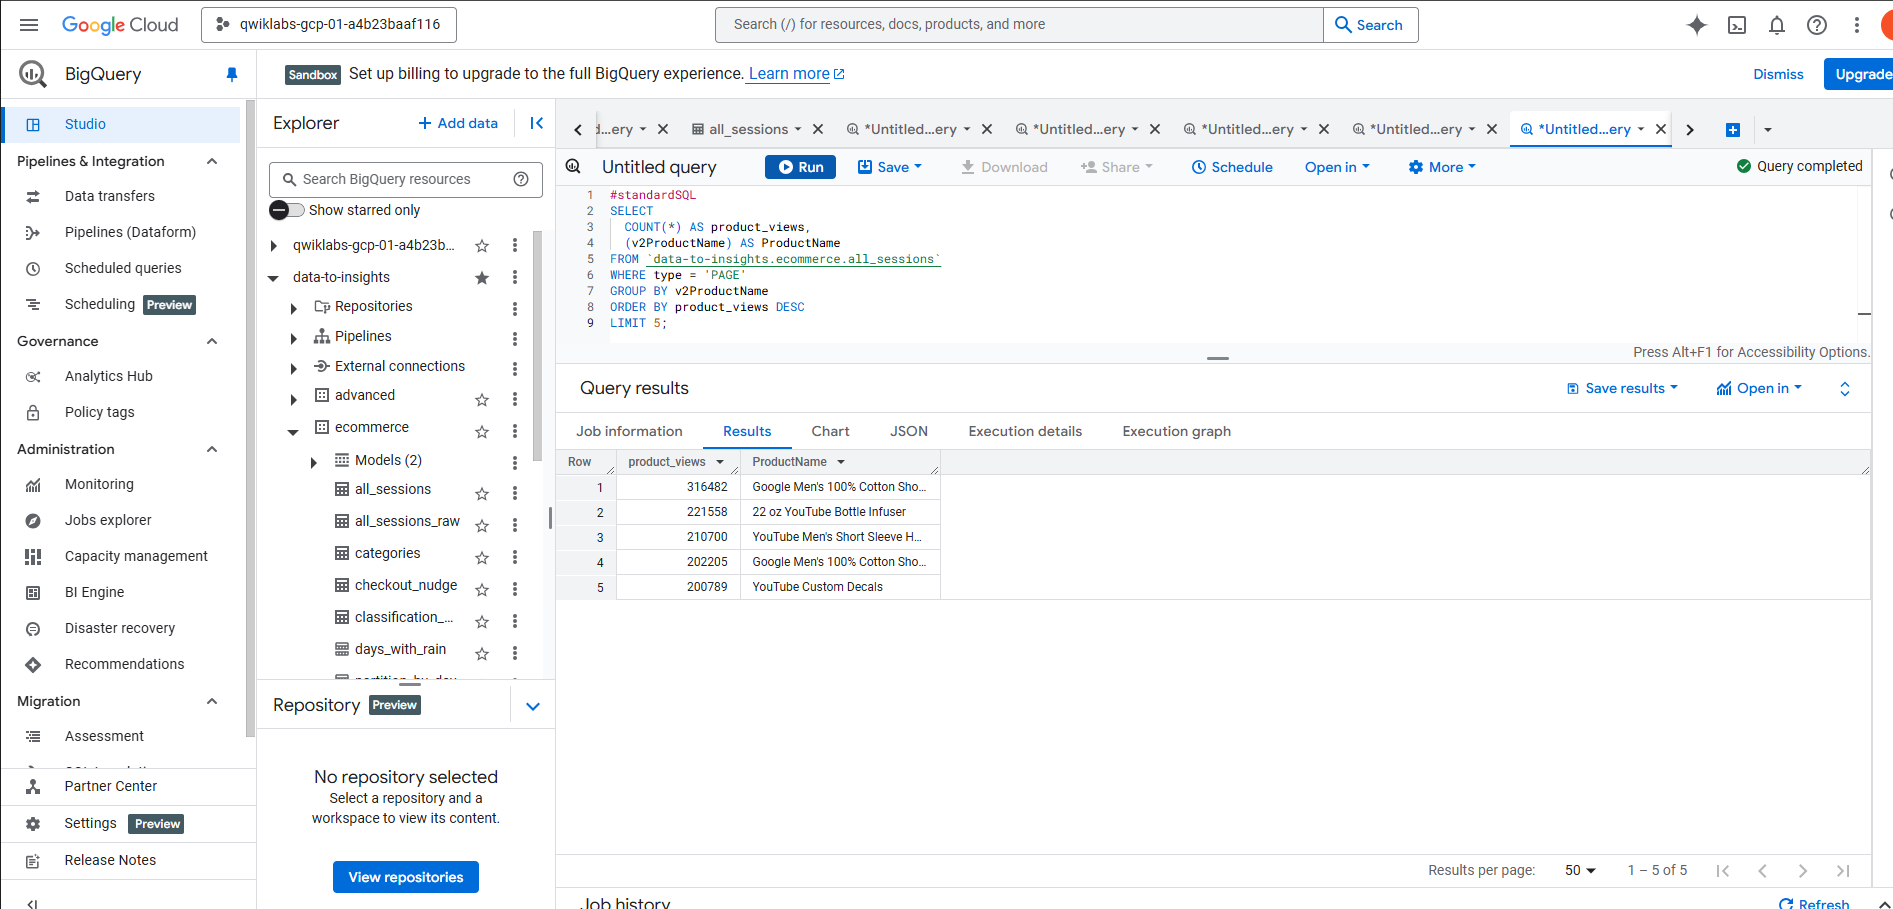 Google Cloud
qwiklabs-gcp-01-a4b23baaf116
Search (/) for resources, docs, products, and more
Search
BigQuery
Sandbox Set up billing to upgrade to the full BigQuery experience. Learn more
Dismiss
Upgrade
Studio
Pipelines & Integration
Data transfers
Pipelines (Dataform)
Scheduled queries
Scheduling Preview
Governance
Analytics Hub
Policy tags
Administration
Monitoring
Jobs explorer
Capacity management
BI Engine
Disaster recovery
Recommendations
Migration
Assessment
Partner Center
Settings Preview
Release Notes
Explorer
+ Add data
Search BigQuery resources
Show starred only
qwiklabs-gcp-01-a4b23b...
data-to-insights
Repositories
Pipelines
External connections
advanced
ecommerce
Models (2)
all_sessions
all_sessions_raw
categories
checkout_nudge
classification_...
days_with_rain
Repository Preview
No repository selected
Select a repository and a
workspace to view its content.
View repositories
d...ery
all_sessions
*Untitled...ery
*Untitled...ery
*Untitled...ery
*Untitled...ery
*Untitled...ery
Untitled query
Run
Save
Download
Share
Schedule
Open in
More
Query completed
1 #standardSQL
2 SELECT
3 COUNT(*) AS product_views,
4 (v2ProductName) AS ProductName
5 FROM `data-to-insights.ecommerce.all_sessions`
6 WHERE type = 'PAGE'
7 GROUP BY v2ProductName
8 ORDER BY product_views DESC
9 LIMIT 5;
Press Alt+F1 for Accessibility Options.
Query results
Save results
Open in
Job information
Results
Chart
JSON
Execution details
Execution graph
Row product_views ProductName
1 316482 Google Men's 100% Cotton Sho...
2 221558 22 oz YouTube Bottle Infuser
3 210700 YouTube Men's Short Sleeve H...
4 202205 Google Men's 100% Cotton Sho...
5 200789 YouTube Custom Decals
Results per page: 50 1 – 5 of 5
Job history
Refresh